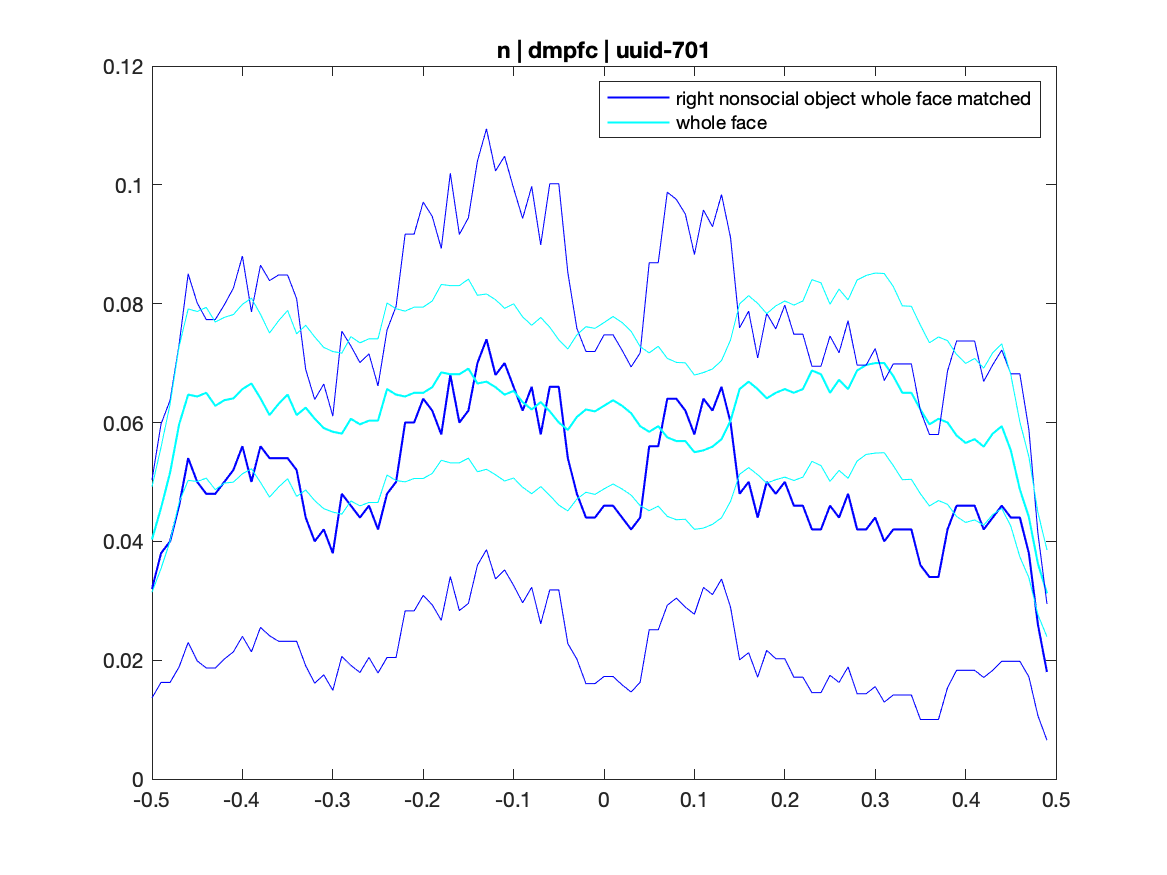 n | dmpfc | uuid-701
right nonsocial object whole face matched
whole face
0.12
0.1
0.08
0.06
0.04
0.02
0
-0.5 -0.4 -0.3 -0.2 -0.1 0 0.1 0.2 0.3 0.4 0.5